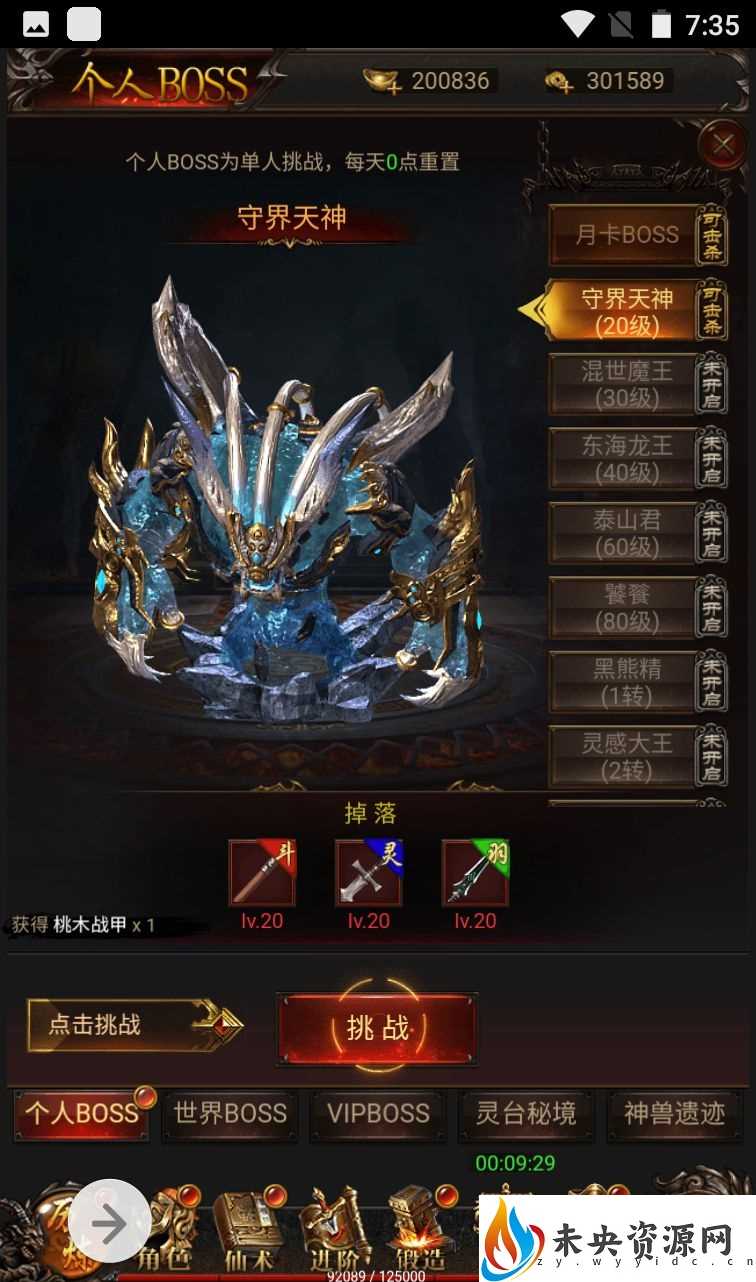 7:35
个人BOSS
200836
301589
个人BOSS为单人挑战，每天0点重置
守界天神
月卡BOSS
可击杀
守界天神
(20级)
可击杀
混世魔王
(30级)
未开启
东海龙王
(40级)
未开启
泰山君
(60级)
未开启
饕餮
(80级)
未开启
黑熊精
(1转)
未开启
灵感大王
(2转)
未开启
掉落
斗
灵
羽
lv.20
lv.20
lv.20
获得 桃木战甲 x 1
点击挑战
挑战
个人BOSS
世界BOSS
VIPBOSS
灵台秘境
神兽遗迹
00:09:29
角色
仙术
进阶
锻造
92089 / 125000
未央资源网
zy.wyyidc.cn